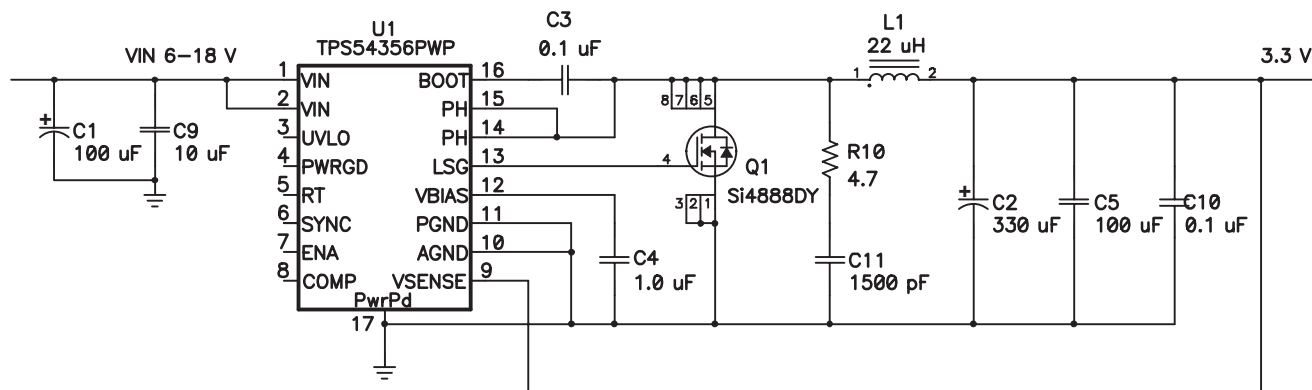 C3
0.1 uF
U1
TPS54356PWP
L1
22 uH
VIN 6-18 V
3.3 V
1 VIN
2 VIN
3 UVLO
4 PWRGD
5 RT
6 SYNC
7 ENA
8 COMP
BOOT 16
PH 15
PH 14
LSG 13
VBIAS 12
PGND 11
AGND 10
VSENSE 9
PwrPd
17
+
C1
100 uF
C9
10 uF
8 7 6 5
4
Q1
Si4888DY
3 2 1
C4
1.0 uF
1 2
R10
4.7
C11
1500 pF
+
C2
330 uF
C5
100 uF
C10
0.1 uF